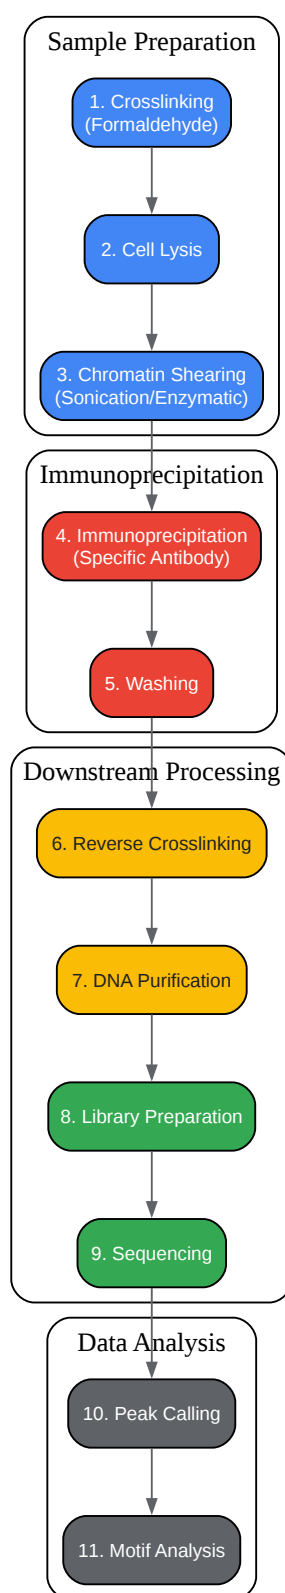 Sample Preparation
1. Crosslinking
(Formaldehyde)
2. Cell Lysis
3. Chromatin Shearing
(Sonication/Enzymatic)
Immunoprecipitation
4. Immunoprecipitation
(Specific Antibody)
5. Washing
Downstream Processing
6. Reverse Crosslinking
7. DNA Purification
8. Library Preparation
9. Sequencing
Data Analysis
10. Peak Calling
11. Motif Analysis